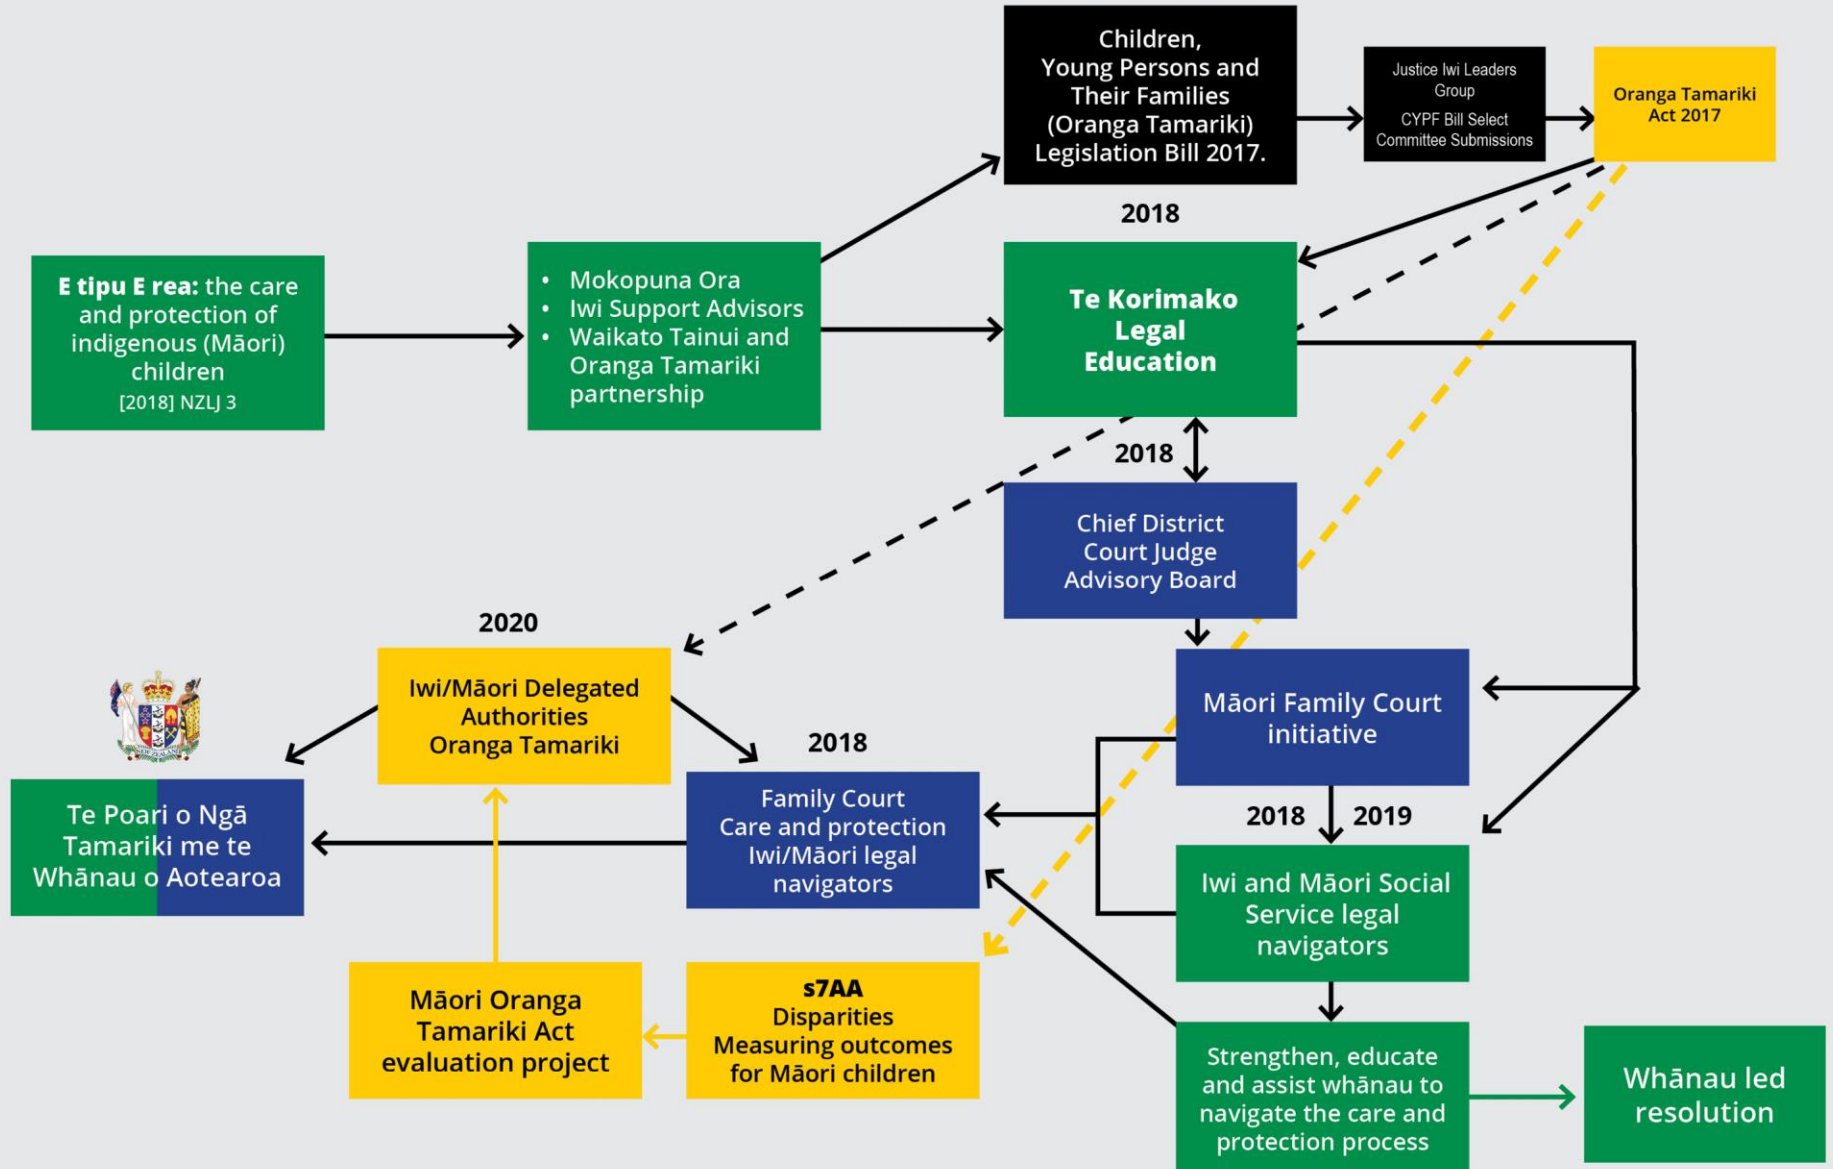 Children,
Young Persons and
Their Families
(Oranga Tamariki)
Legislation Bill 2017.
Justice Iwi Leaders
Group
CYPF Bill Select
Committee Submissions
Oranga Tamariki
Act 2017
E tipu E rea: the care
and protection of
indigenous (Māori)
children
[2018] NZLJ 3
• Mokopuna Ora
• Iwi Support Advisors
• Waikato Tainui and
Oranga Tamariki
partnership
2018
Te Korimako
Legal
Education
2018
Chief District
Court Judge
Advisory Board
2020
Iwi/Māori Delegated
Authorities
Oranga Tamariki
Māori Family Court
initiative
NEW ZEALAND
Te Poari o Ngā
Tamariki me te
Whānau o Aotearoa
2018
Family Court
Care and protection
Iwi/Māori legal
navigators
2018
2019
Iwi and Māori Social
Service legal
navigators
Māori Oranga
Tamariki Act
evaluation project
s7AA
Disparities
Measuring outcomes
for Māori children
Strengthen, educate
and assist whānau to
navigate the care and
protection process
Whānau led
resolution